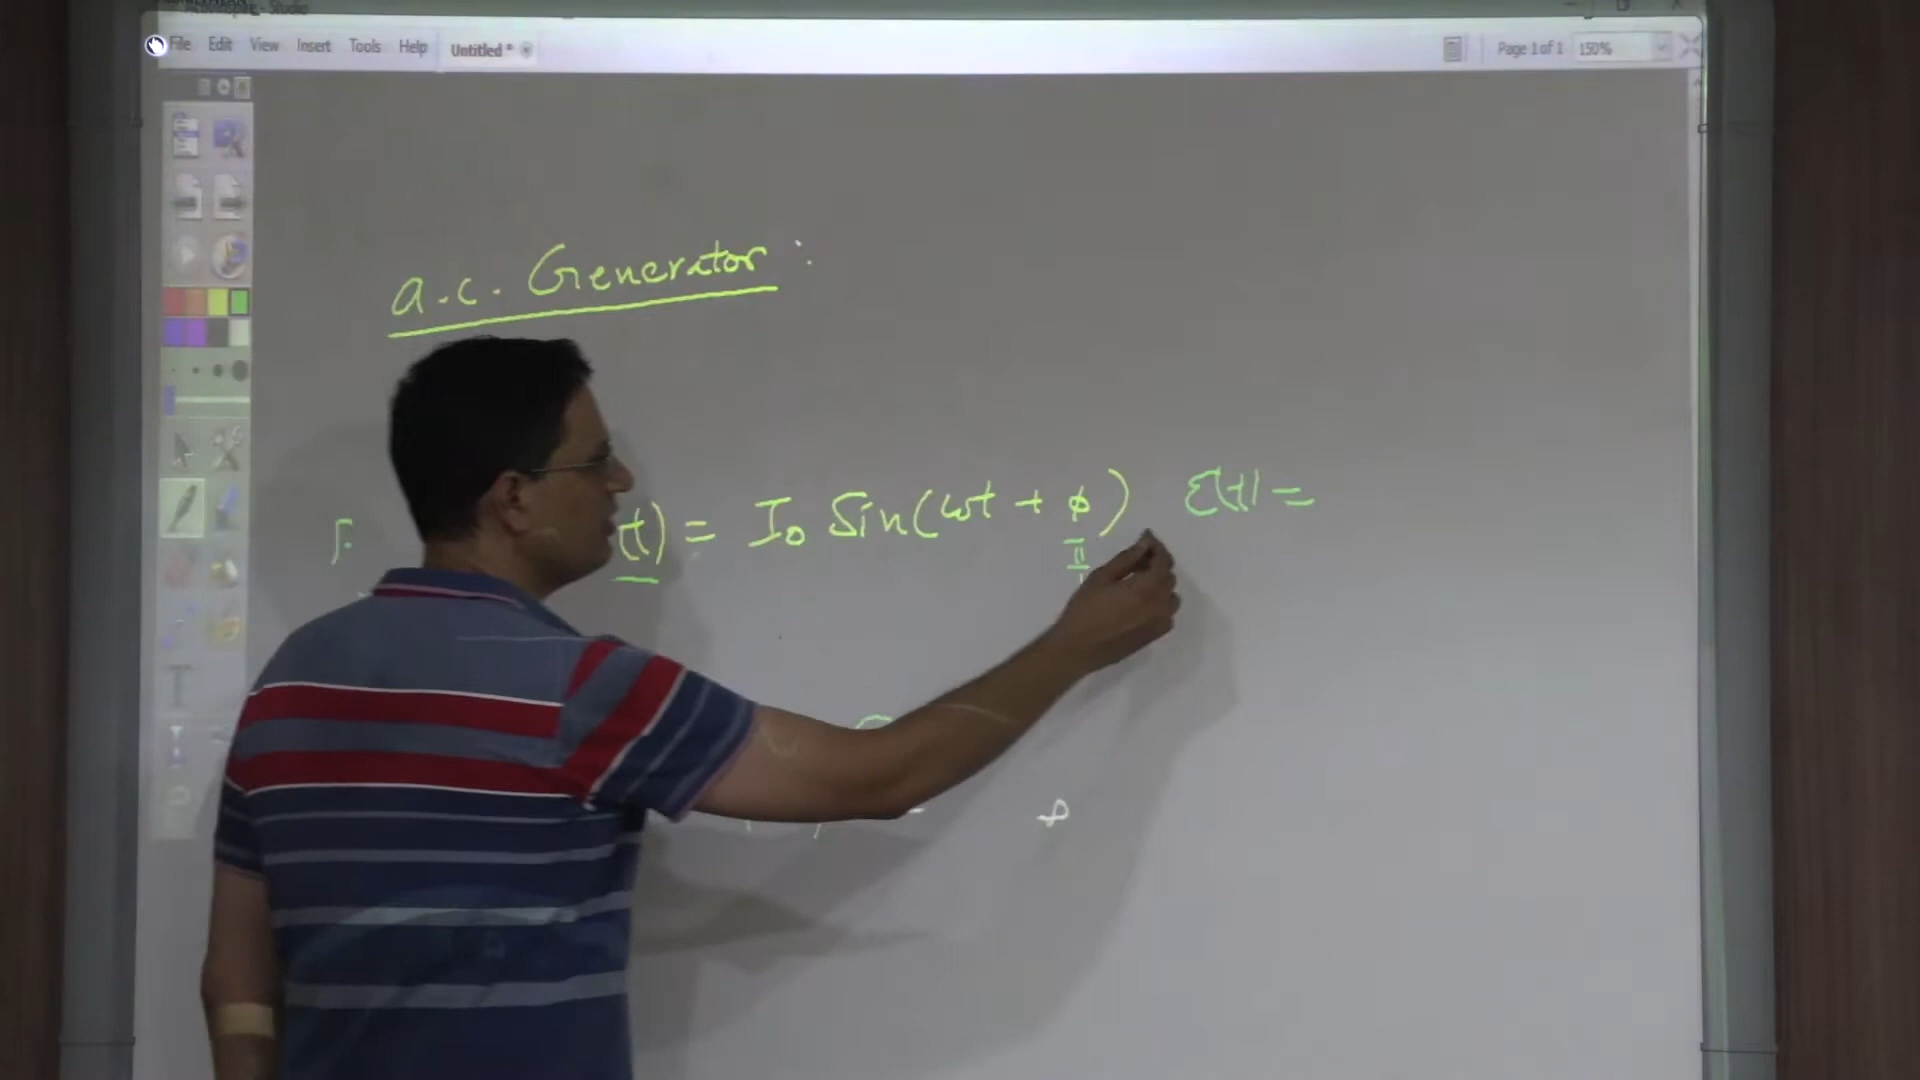 File Edit View Insert Tools Help Untitled * Page 1 of 1 150%
a.c. Generator :
(t) = I₀ Sin(ωt + ϕ) ℰ(t) =
π